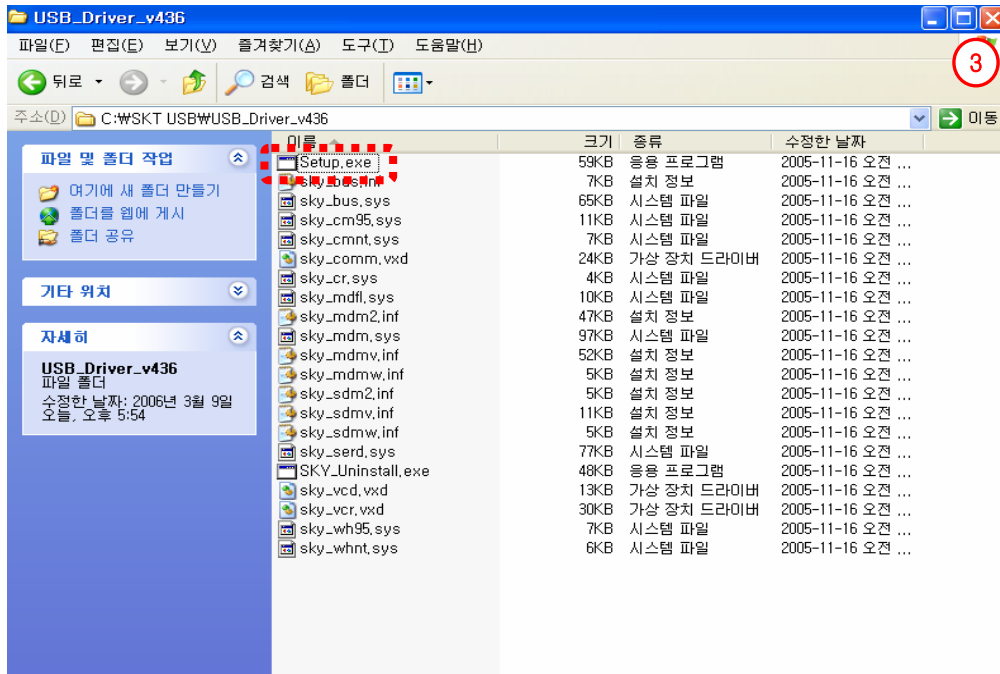 USB_Driver_v436
파일(F) 편집(E) 보기(V) 즐겨찾기(A) 도구(T) 도움말(H)
3
뒤로 검색 폴더
주소(D) C:₩SKT USB₩USB_Driver_v436 이동
파일 및 폴더 작업
여기에 새 폴더 만들기
폴더를 웹에 게시
폴더 공유
기타 위치
자세히
USB_Driver_v436
파일 폴더
수정한 날짜: 2006년 3월 9일
오늘, 오후 5:54
이름 크기 종류 수정한 날짜
Setup.exe 59KB 응용 프로그램 2005-11-16 오전 ...
sky_bus.inf 7KB 설치 정보 2005-11-16 오전 ...
sky_bus.sys 65KB 시스템 파일 2005-11-16 오전 ...
sky_cm95.sys 11KB 시스템 파일 2005-11-16 오전 ...
sky_cmnt.sys 7KB 시스템 파일 2005-11-16 오전 ...
sky_comm.vxd 24KB 가상 장치 드라이버 2005-11-16 오전 ...
sky_cr.sys 4KB 시스템 파일 2005-11-16 오전 ...
sky_mdfl.sys 10KB 시스템 파일 2005-11-16 오전 ...
sky_mdm2.inf 47KB 설치 정보 2005-11-16 오전 ...
sky_mdm.sys 97KB 시스템 파일 2005-11-16 오전 ...
sky_mdmv.inf 52KB 설치 정보 2005-11-16 오전 ...
sky_mdmw.inf 5KB 설치 정보 2005-11-16 오전 ...
sky_sdm2.inf 5KB 설치 정보 2005-11-16 오전 ...
sky_sdmv.inf 11KB 설치 정보 2005-11-16 오전 ...
sky_sdmw.inf 5KB 설치 정보 2005-11-16 오전 ...
sky_serd.sys 77KB 시스템 파일 2005-11-16 오전 ...
SKY_Uninstall.exe 48KB 응용 프로그램 2005-11-16 오전 ...
sky_vcd.vxd 13KB 가상 장치 드라이버 2005-11-16 오전 ...
sky_vcr.vxd 30KB 가상 장치 드라이버 2005-11-16 오전 ...
sky_wh95.sys 7KB 시스템 파일 2005-11-16 오전 ...
sky_whnt.sys 6KB 시스템 파일 2005-11-16 오전 ...